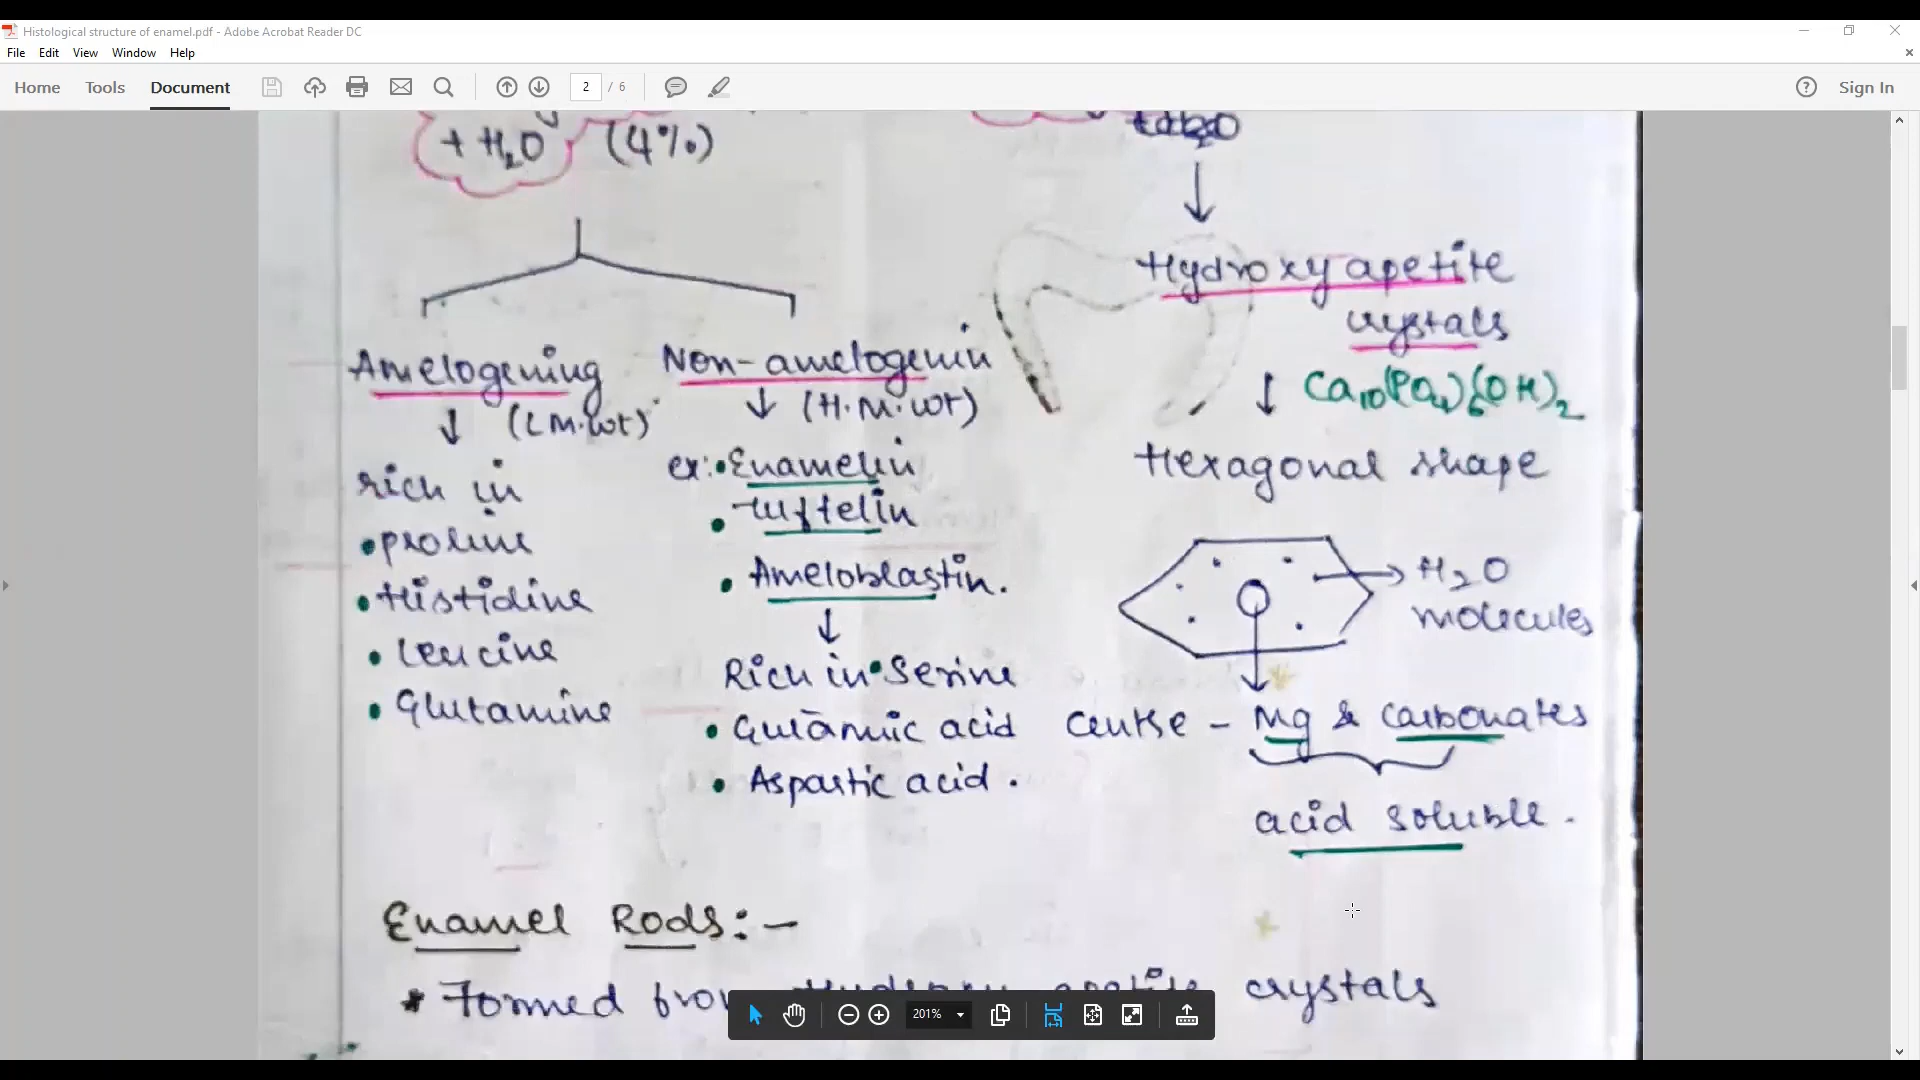 Histological structure of enamel.pdf - Adobe Acrobat Reader DC
File Edit View Window Help
Home Tools Document 2 / 6 Sign In
+ H2O (4%)
Amelogening
(L M.wt)
rich in
• proline
• Histidine
• Leucine
• Glutamine
Non-amelogenin
(H.M.wt)
ex: • Enamelin
• tuftelin
• Ameloblastin.
Rich in • Serine
• Gutamic acid
• Aspartic acid.
Hydroxy apetite
crystals
Ca10(PO4)6(OH)2
Hexagonal shape
H2O
molecules
Centre - Mg & Carbonates
acid soluble.
Enamel Rods:-
* Formed crystals
201%